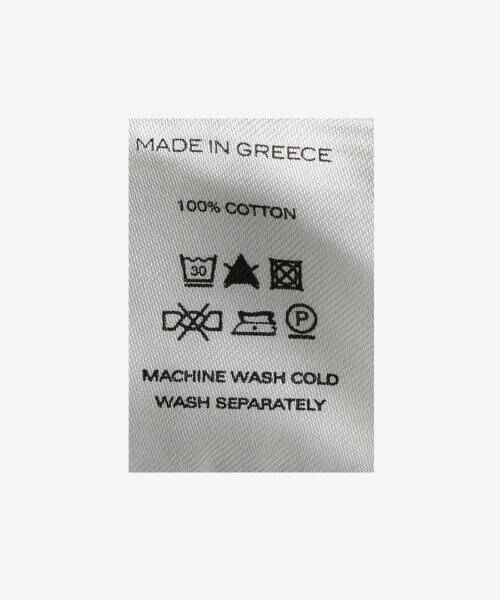 MADE IN GREECE
100% COTTON
30
P
MACHINE WASH COLD
WASH SEPARATELY